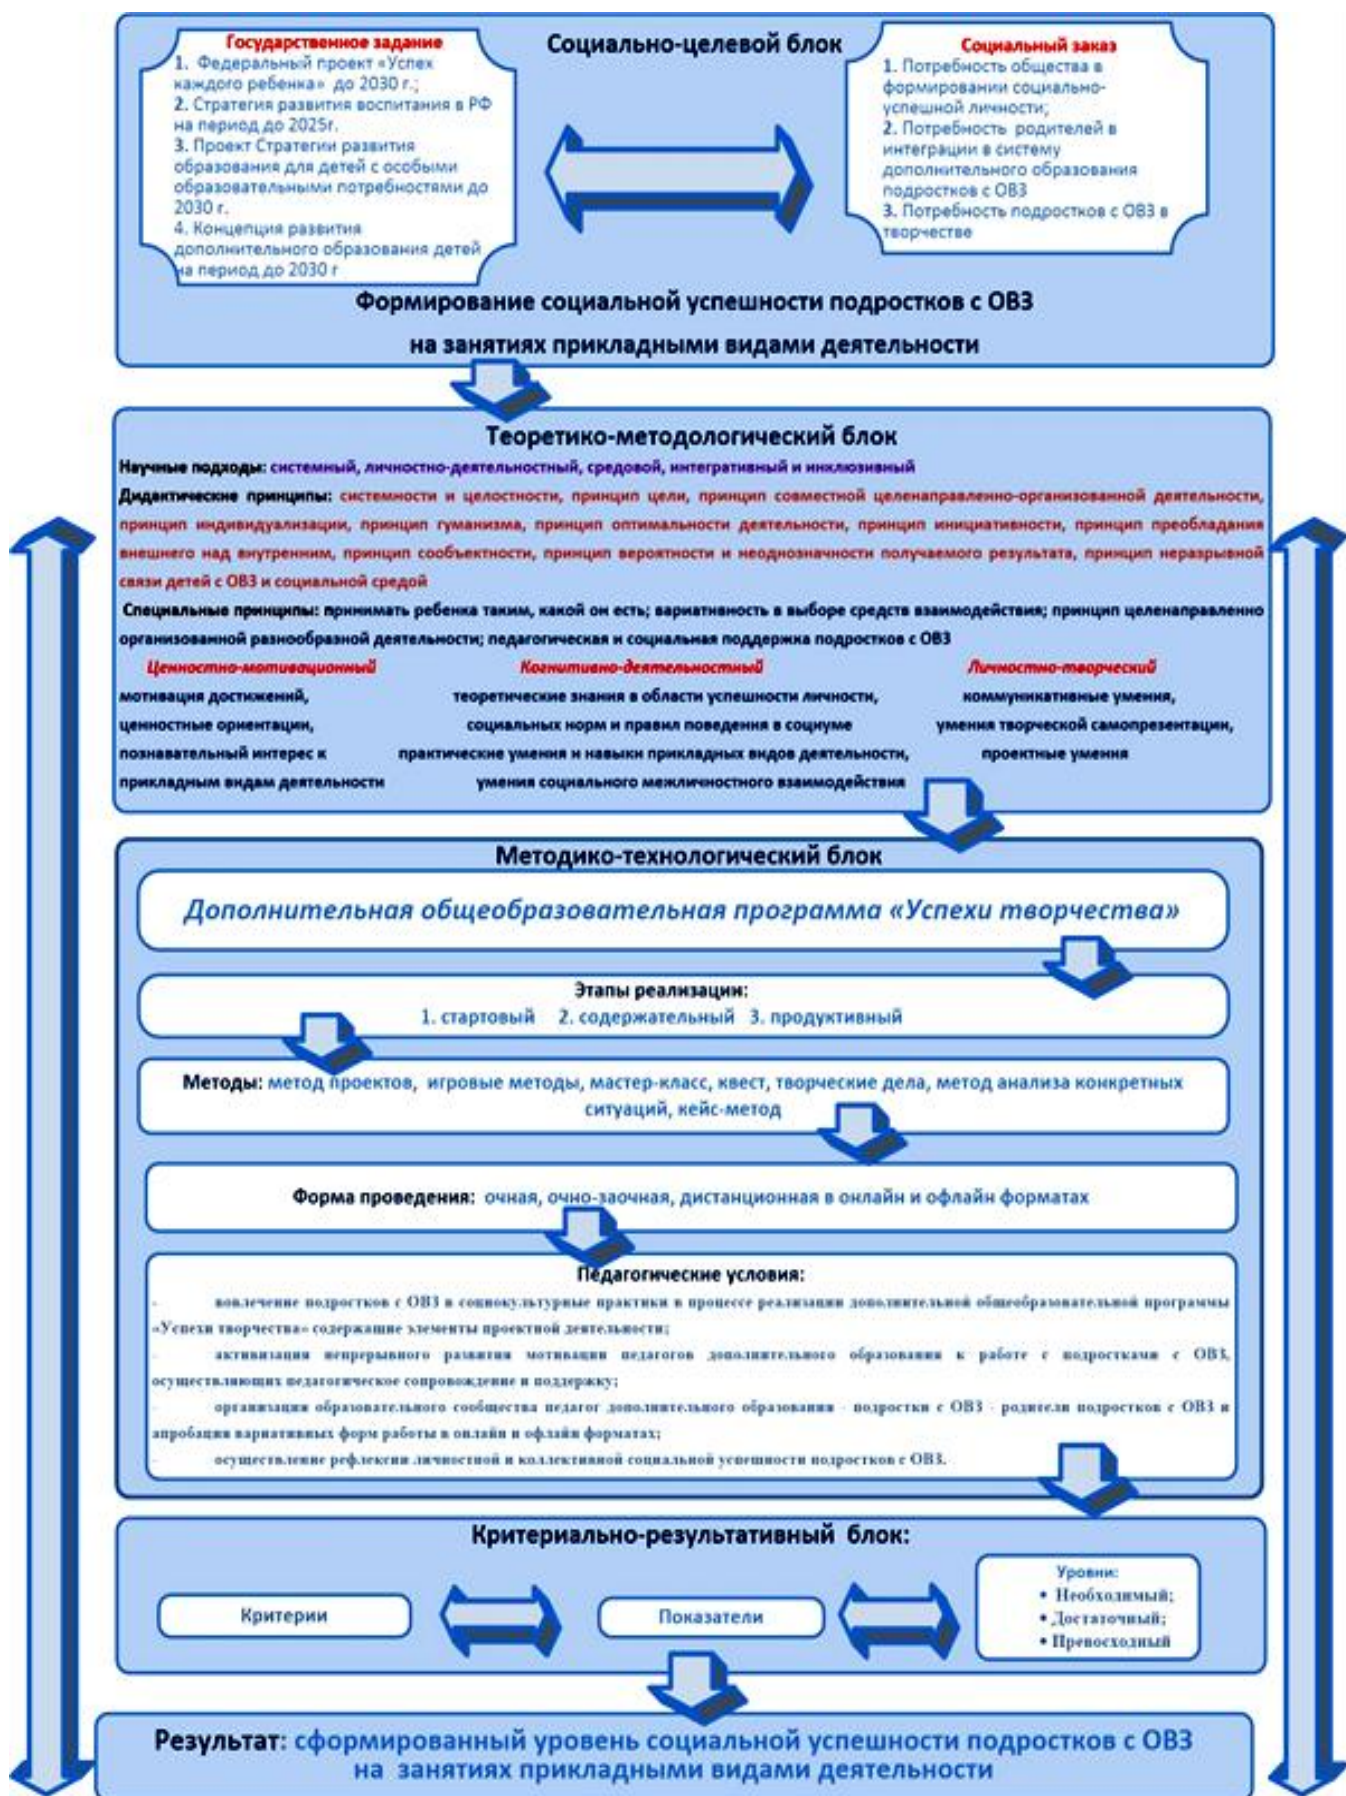 Социально-целевой блок
Государственное задание
1. Федеральный проект «Успех
каждого ребенка» до 2030 г.;
2. Стратегия развития воспитания в РФ
на период до 2025г.
3. Проект Стратегии развития
образования для детей с особыми
образовательными потребностями до
2030 г.
4. Концепция развития
дополнительного образования детей
на период до 2030 г
Социальный заказ
1. Потребность общества в
формировании социально-
успешной личности;
2. Потребность родителей в
интеграции в систему
дополнительного образования
подростков с ОВЗ
3. Потребность подростков с ОВЗ в
творчестве
Формирование социальной успешности подростков с ОВЗ
на занятиях прикладными видами деятельности
Теоретико-методологический блок
Научные подходы: системный, личностно-деятельностный, средовой, интегративный и инклюзивный
Дидактические принципы: системности и целостности, принцип цели, принцип совместной целенаправленно-организованной деятельности,
принцип индивидуализации, принцип гуманизма, принцип оптимальности деятельности, принцип инициативности, принцип преобладания
внешнего над внутренним, принцип сообъектности, принцип вероятности и неоднозначности получаемого результата, принцип неразрывной
связи детей с ОВЗ и социальной средой
Специальные принципы: принимать ребенка таким, какой он есть; вариативность в выборе средств взаимодействия; принцип целенаправленно
организованной разнообразной деятельности; педагогическая и социальная поддержка подростков с ОВЗ
Ценностно-мотивационный
мотивация достижений,
ценностные ориентации,
познавательный интерес к
прикладным видам деятельности
Когнитивно-деятельностный
теоретические знания в области успешности личности,
социальных норм и правил поведения в социуме
практические умения и навыки прикладных видов деятельности,
умения социального межличностного взаимодействия
Личностно-творческий
коммуникативные умения,
умения творческой самопрезентации,
проектные умения
Методико-технологический блок
Дополнительная общеобразовательная программа «Успехи творчества»
Этапы реализации:
1. стартовый 2. содержательный 3. продуктивный
Методы: метод проектов, игровые методы, мастер-класс, квест, творческие дела, метод анализа конкретных
ситуаций, кейс-метод
Форма проведения: очная, очно-заочная, дистанционная в онлайн и офлайн форматах
Педагогические условия:
- вовлечение подростков с ОВЗ в социокультурные практики в процессе реализации дополнительной общеобразовательной программы
«Успехи творчества» содержащие элементы проектной деятельности;
- активизация непрерывного развития мотивации педагогов дополнительного образования к работе с подростками с ОВЗ,
осуществляющих педагогическое сопровождение и поддержку;
- организация образовательного сообщества педагог дополнительного образования - подростки с ОВЗ - родители подростков с ОВЗ и
апробация вариативных форм работы в онлайн и офлайн форматах;
- осуществление рефлексии личностной и коллективной социальной успешности подростков с ОВЗ.
Критериально-результативный блок:
Критерии
Показатели
Уровни:
• Необходимый;
• Достаточный;
• Превосходный
Результат: сформированный уровень социальной успешности подростков с ОВЗ
на занятиях прикладными видами деятельности